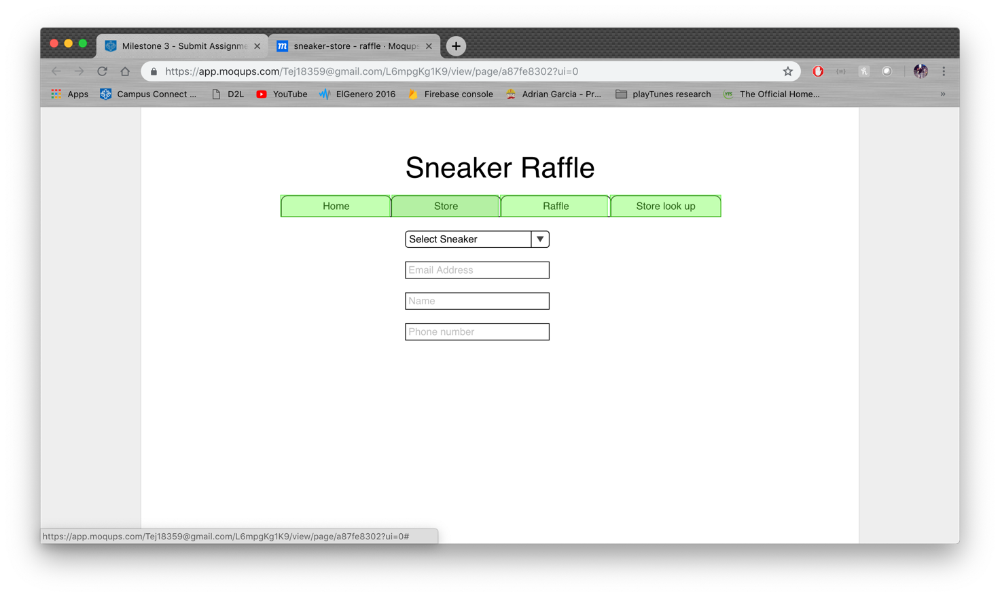 Milestone 3 - Submit Assignme
sneaker-store - raffle · Moqups
https://app.moqups.com/Tej18359@gmail.com/L6mpgKg1K9/view/page/a87fe8302?ui=0
Apps Campus Connect ... D2L YouTube ElGenero 2016 Firebase console Adrian Garcia - Pr... playTunes research The Official Home... »
Sneaker Raffle
Home Store Raffle Store look up
Select Sneaker
Email Address
Name
Phone number
https://app.moqups.com/Tej18359@gmail.com/L6mpgKg1K9/view/page/a87fe8302?ui=0#